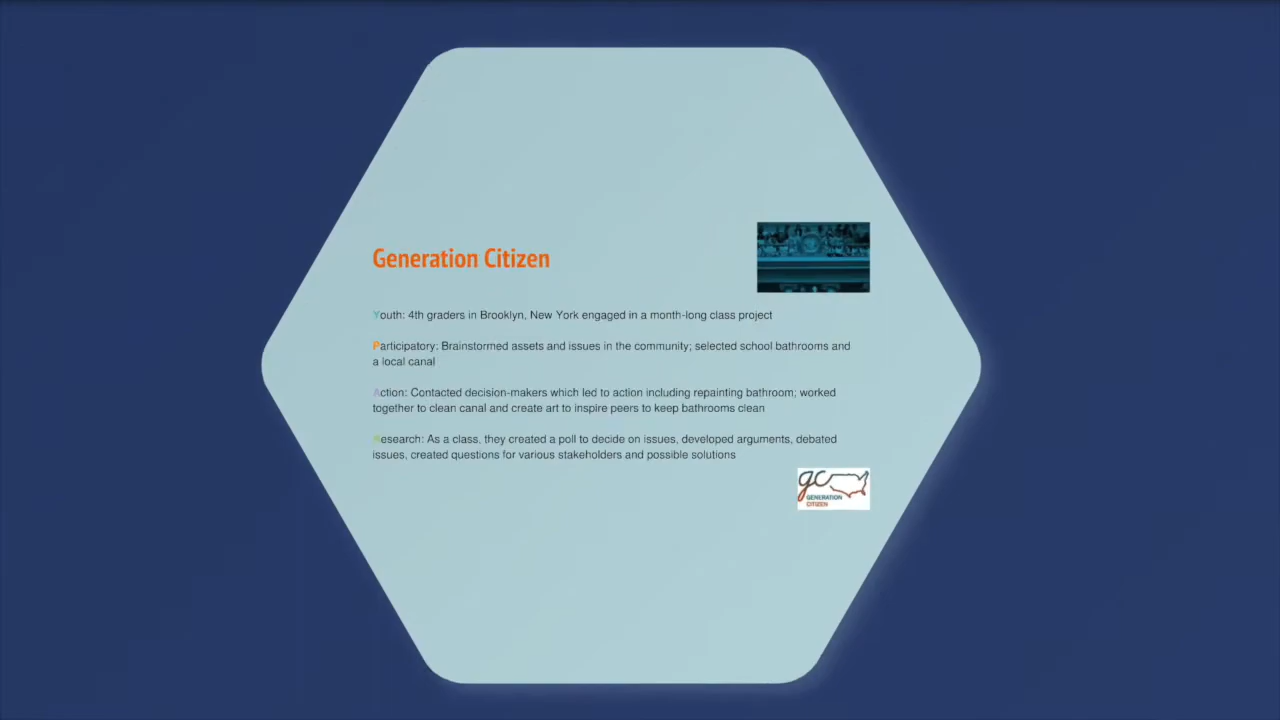 Generation Citizen
Youth: 4th graders in Brooklyn, New York engaged in a month-long class project
Participatory: Brainstormed assets and issues in the community; selected school bathrooms and
a local canal
Action: Contacted decision-makers which led to action including repainting bathroom; worked
together to clean canal and create art to inspire peers to keep bathrooms clean
Research: As a class, they created a poll to decide on issues, developed arguments, debated
issues, created questions for various stakeholders and possible solutions
gc
GENERATION
CITIZEN